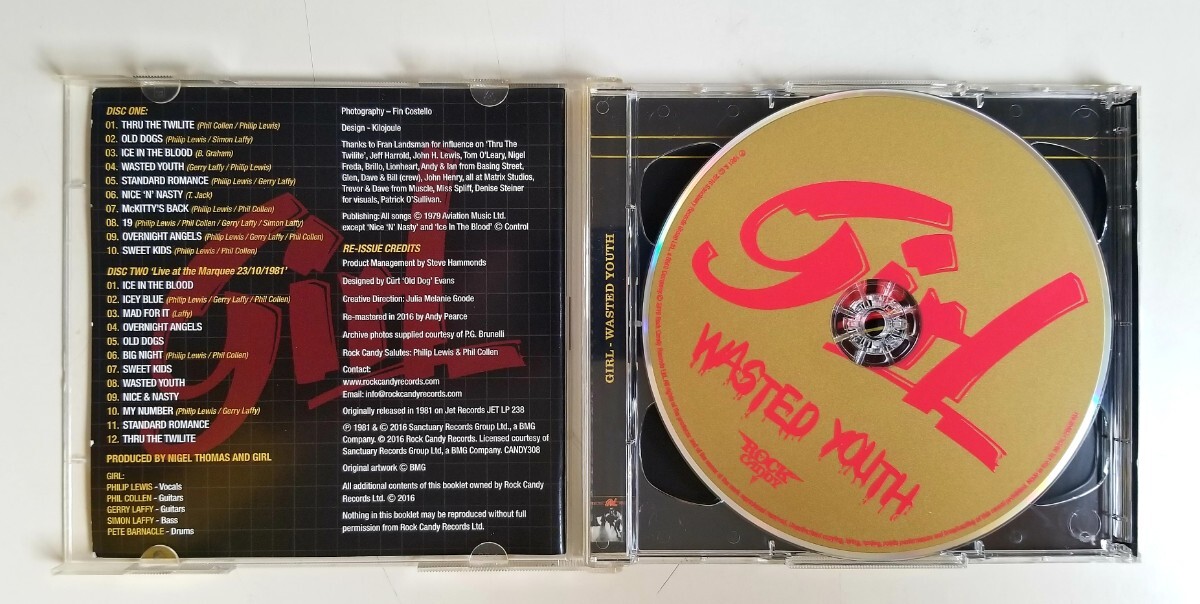 DISC ONE:
01. THRU THE TWILITE (Phil Collen / Philip Lewis)
02. OLD DOGS (Philip Lewis / Simon Laffy)
03. ICE IN THE BLOOD (B. Graham)
04. WASTED YOUTH (Gerry Laffy / Philip Lewis)
05. STANDARD ROMANCE (Philip Lewis / Gerry Laffy)
06. NICE 'N' NASTY (T. Jack)
07. McKITTY'S BACK (Philip Lewis / Phil Collen)
08. 19 (Philip Lewis / Phil Collen / Gerry Laffy / Simon Laffy)
09. OVERNIGHT ANGELS (Philip Lewis / Gerry Laffy / Phil Collen)
10. SWEET KIDS (Philip Lewis / Phil Collen)
DISC TWO 'Live at the Marquee 23/10/1981'
01. ICE IN THE BLOOD
02. ICEY BLUE (Philip Lewis / Gerry Laffy / Phil Collen)
03. MAD FOR IT (Laffy)
04. OVERNIGHT ANGELS
05. OLD DOGS
06. BIG NIGHT (Philip Lewis / Phil Collen)
07. SWEET KIDS
08. WASTED YOUTH
09. NICE & NASTY
10. MY NUMBER (Philip Lewis / Gerry Laffy)
11. STANDARD ROMANCE
12. THRU THE TWILITE
PRODUCED BY NIGEL THOMAS AND GIRL
GIRL:
PHILIP LEWIS - Vocals
PHIL COLLEN - Guitars
GERRY LAFFY - Guitars
SIMON LAFFY - Bass
PETE BARNACLE - Drums
Photography – Fin Costello
Design - Kilojoule
Thanks to Fran Landsman for influence on 'Thru The
Twilite', Jeff Harrold, John H. Lewis, Tom O'Leary, Nigel
Freda, Brillo, Lionheart, Andy & Ian from Basing Street,
Glen, Dave & Bill (crew), John Henry, all at Matrix Studios,
Trevor & Dave from Muscle, Miss Spliff, Denise Steiner
for visuals, Patrick O'Sullivan.
Publishing: All songs © 1979 Aviation Music Ltd.
except 'Nice 'N' Nasty' and 'Ice In The Blood' © Control
RE-ISSUE CREDITS
Product Management by Steve Hammonds
Designed by Cürt 'Old Dog' Evans
Creative Direction: Julia Melanie Goode
Re-mastered in 2016 by Andy Pearce
Archive photos supplied courtesy of P.G. Brunelli
Rock Candy Salutes: Philip Lewis & Phil Collen
Contact:
www.rockcandyrecords.com
Email: info@rockcandyrecords.com
Originally released in 1981 on Jet Records JET LP 238
℗ 1981 & © 2016 Sanctuary Records Group Ltd., a BMG
Company. © 2016 Rock Candy Records. Licensed courtesy of
Sanctuary Records Group Ltd, a BMG Company. CANDY308
Original artwork © BMG
All additional contents of this booklet owned by Rock Candy
Records Ltd. © 2016
Nothing in this booklet may be reproduced without full
permission from Rock Candy Records Ltd.
girl
GIRL - WASTED YOUTH
girl
WASTED YOUTH
ROCK
CANDY